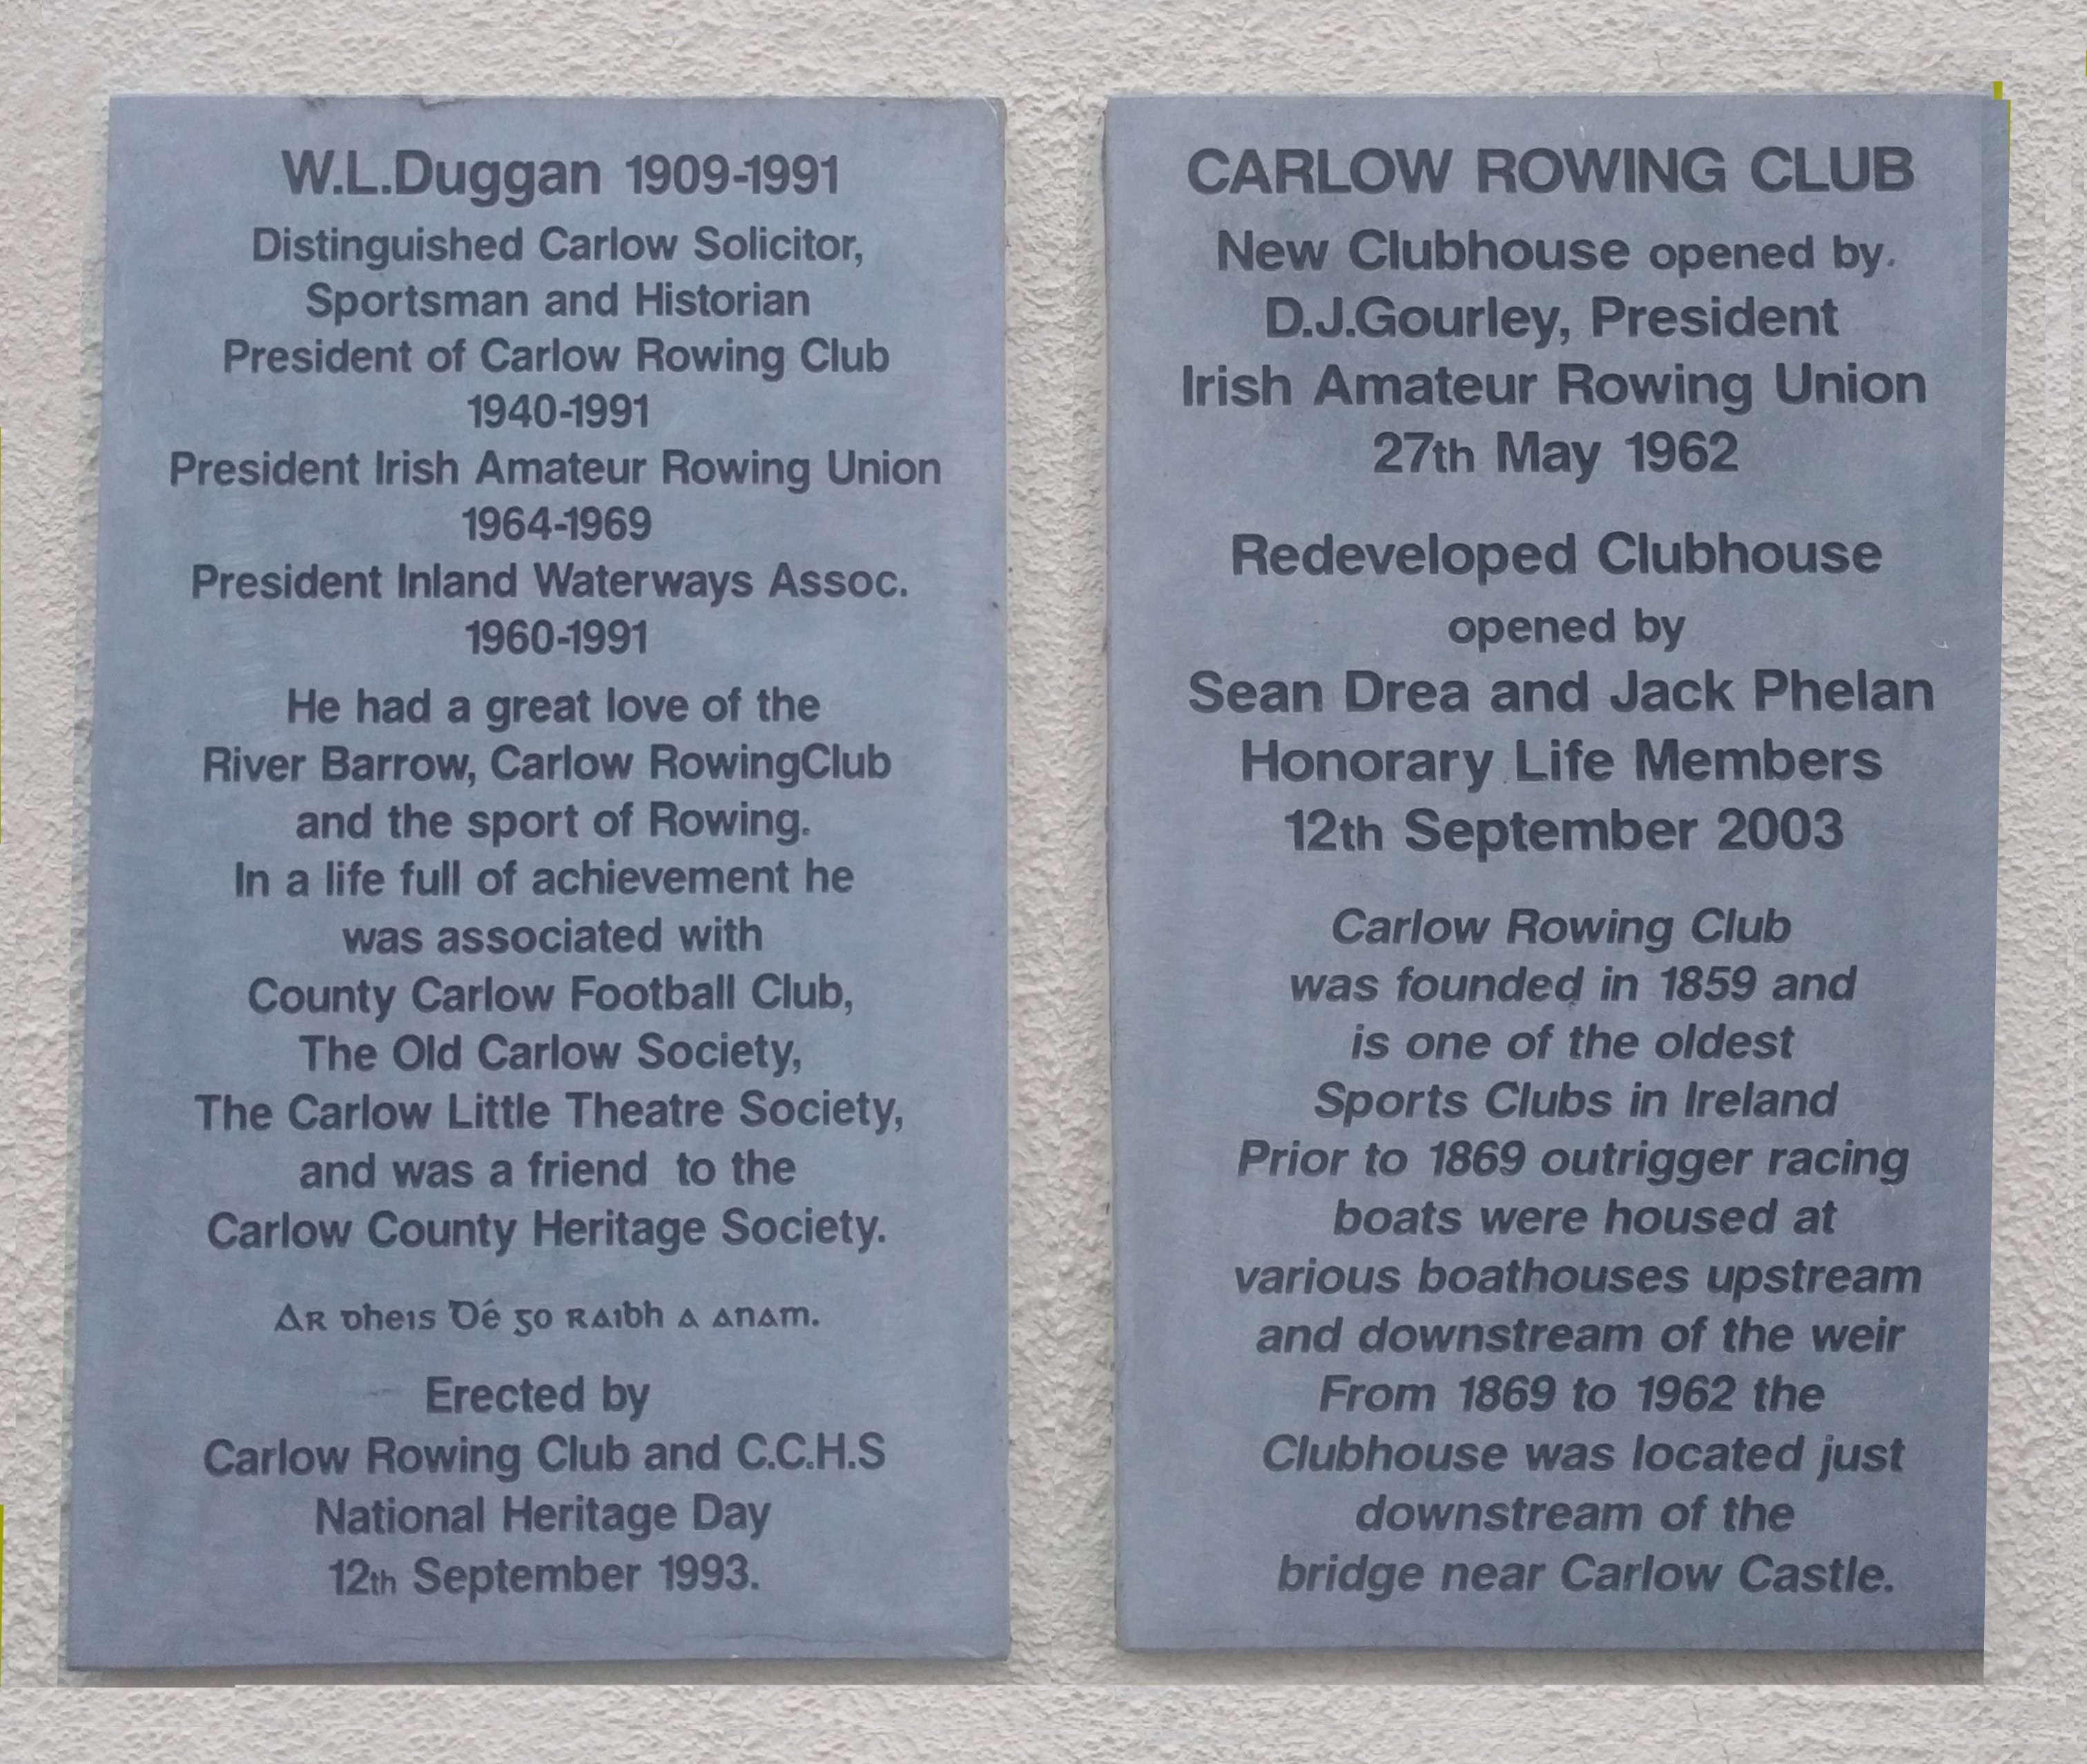 W.L.Duggan 1909-1991
Distinguished Carlow Solicitor,
Sportsman and Historian
President of Carlow Rowing Club
1940-1991
President Irish Amateur Rowing Union
1964-1969
President Inland Waterways Assoc.
1960-1991
He had a great love of the
River Barrow, Carlow RowingClub
and the sport of Rowing.
In a life full of achievement he
was associated with
County Carlow Football Club,
The Old Carlow Society,
The Carlow Little Theatre Society,
and was a friend to the
Carlow County Heritage Society.
Ar dheis Dé go raibh a anam.
Erected by
Carlow Rowing Club and C.C.H.S
National Heritage Day
12th September 1993.
CARLOW ROWING CLUB
New Clubhouse opened by.
D.J.Gourley, President
Irish Amateur Rowing Union
27th May 1962
Redeveloped Clubhouse
opened by
Sean Drea and Jack Phelan
Honorary Life Members
12th September 2003
Carlow Rowing Club
was founded in 1859 and
is one of the oldest
Sports Clubs in Ireland
Prior to 1869 outrigger racing
boats were housed at
various boathouses upstream
and downstream of the weir
From 1869 to 1962 the
Clubhouse was located just
downstream of the
bridge near Carlow Castle.